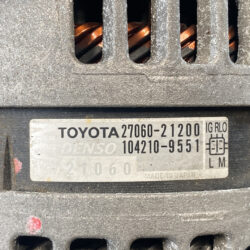 TOYOTA 27060-21200 IG RLO
DENSO 104210-9551
21060 L M
MADE IN JAPAN